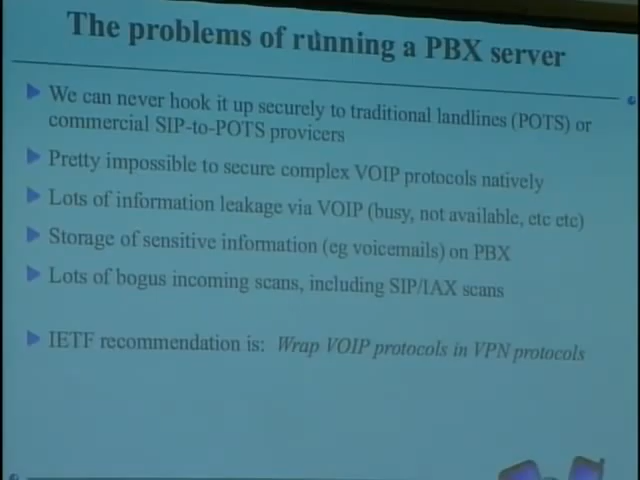 The problems of running a PBX server
We can never hook it up securely to traditional landlines (POTS) or
commercial SIP-to-POTS provicers
Pretty impossible to secure complex VOIP protocols natively
Lots of information leakage via VOIP (busy, not available, etc etc)
Storage of sensitive information (eg voicemails) on PBX
Lots of bogus incoming scans, including SIP/IAX scans
IETF recommendation is: Wrap VOIP protocols in VPN protocols